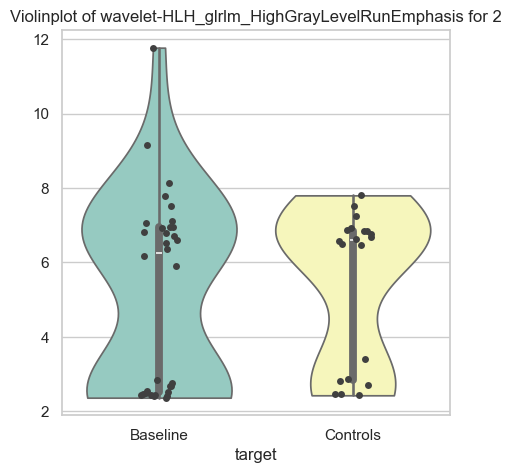 Violinplot of wavelet-HLH_glrlm_HighGrayLevelRunEmphasis for 2
12
10
8
6
4
2
Baseline Controls
target